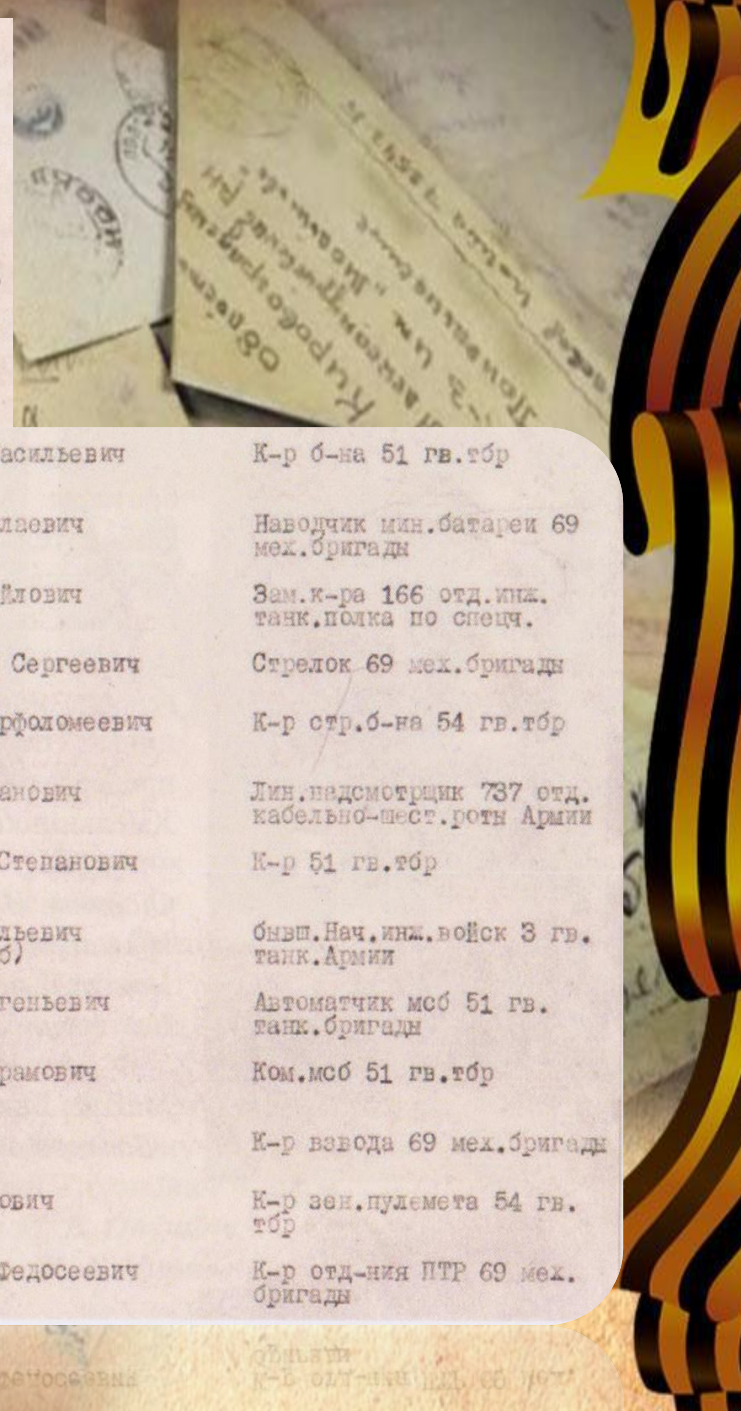 Область
Кировоградская
асильевич К-р б-на 51 гв.тбр
лаевич Наводчик мин.батареи 69
мех.бригады
йлович Зам.к-ра 166 отд.инж.
танк.полка по спецч.
Сергеевич Стрелок 69 мех.бригады
рфоломеевич К-р стр.б-на 54 гв.тбр
анович Лин.надсмотрщик 737 отд.
кабельно-шест.роты Армии
Степанович К-р 51 гв.тбр
льевич бывш.Нач.инж.войск 3 гв.
б) танк.Армии
геньевич Автоматчик мсб 51 гв.
танк.бригады
рамович Ком.мсб 51 гв.тбр
К-р взвода 69 мех.бригады
ович К-р зен.пулемета 54 гв.
тбр
Федосеевич К-р отд-ния ПТР 69 мех.
бригады